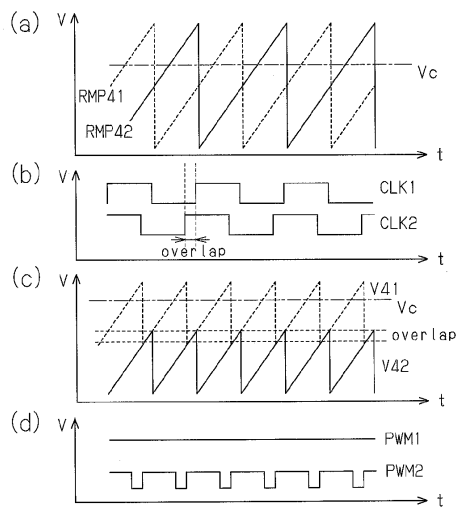 (a)
V
Vc
RMP41
RMP42
t
(b)
V
CLK1
CLK2
overlap
t
(c)
V
V41
Vc
overlap
V42
t
(d)
V
PWM1
PWM2
t